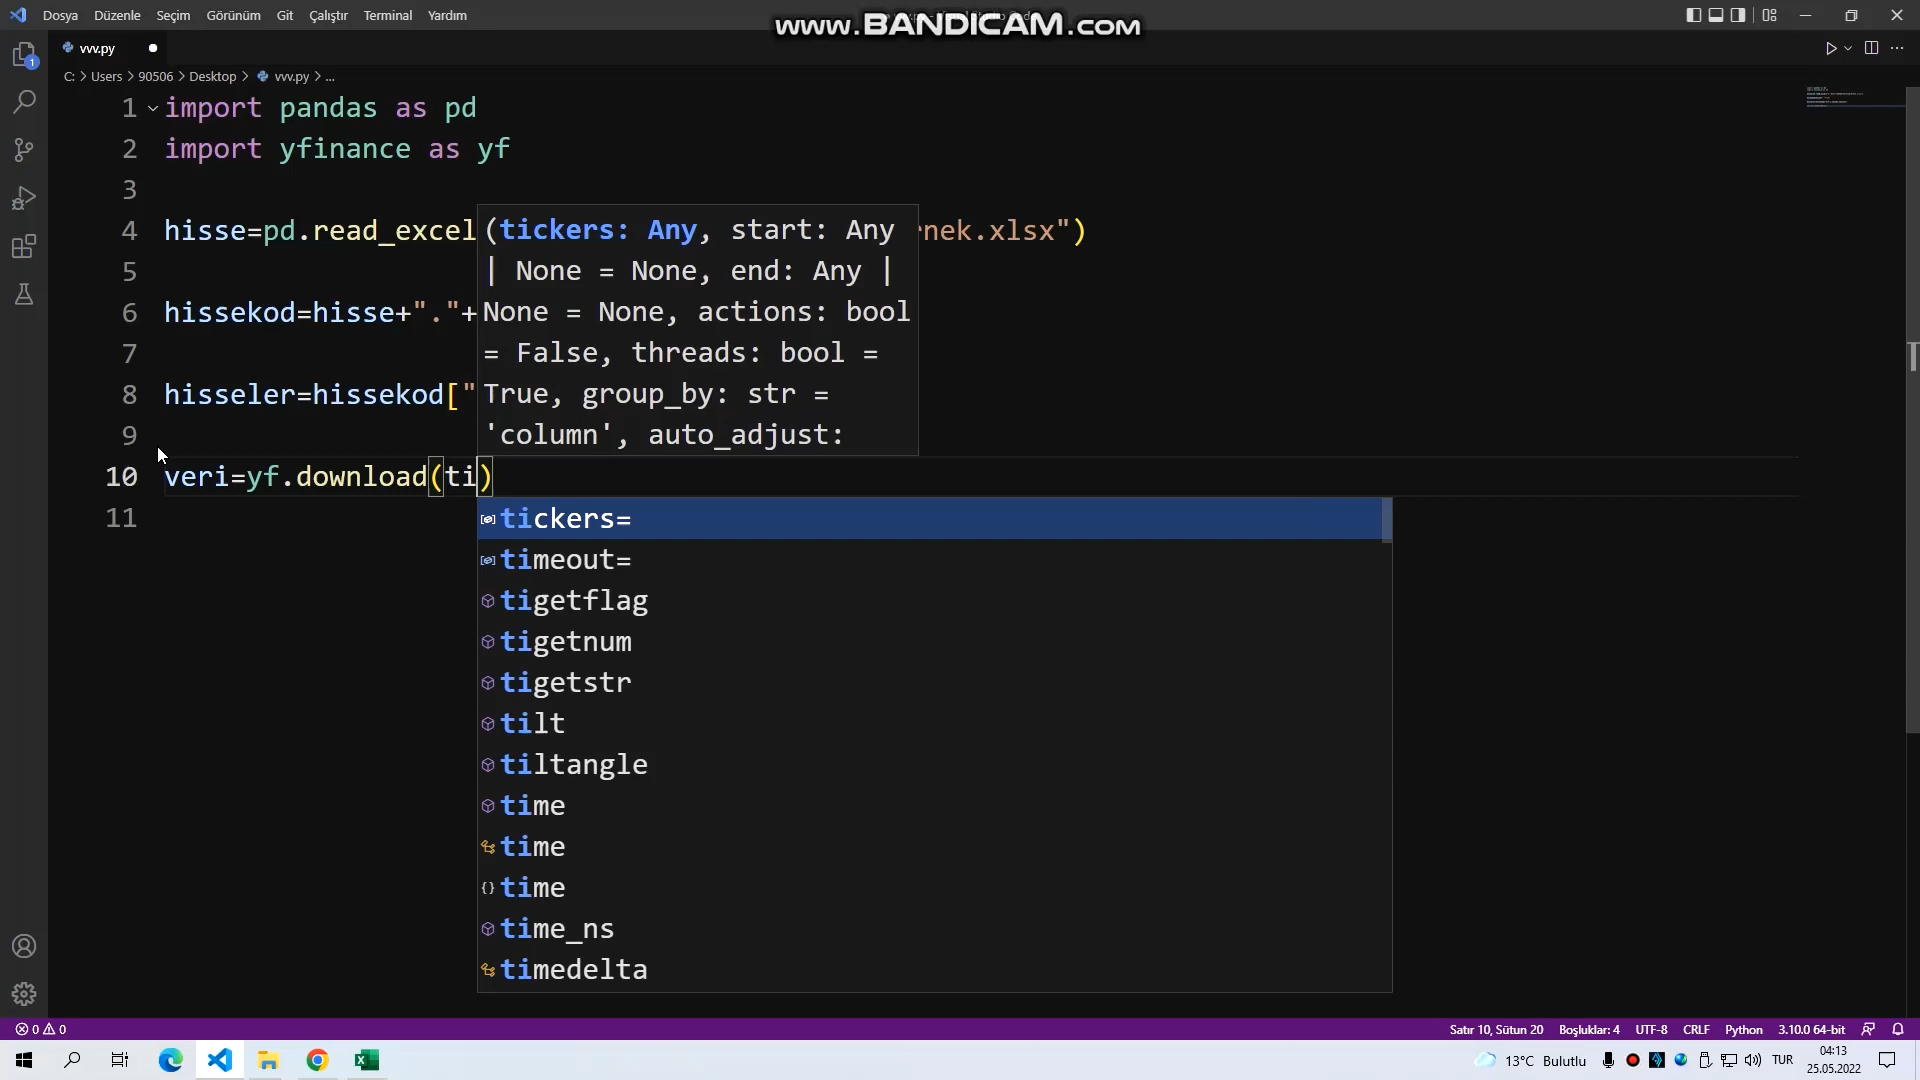 Dosya Düzenle Seçim Görünüm Git Çalıştır Terminal Yardım
www.BANDICAM.com
vvv.py
C: > Users > 90506 > Desktop > vvv.py > ...
1 import pandas as pd
2 import yfinance as yf
3
4 hisse=pd.read_excel
nek.xlsx")
5
6 hissekod=hisse+"."+
7
8 hisseler=hissekod["
9
10 veri=yf.download(ti)
11
(tickers: Any, start: Any
| None = None, end: Any |
None = None, actions: bool
= False, threads: bool =
True, group_by: str =
'column', auto_adjust:
tickers=
timeout=
tigetflag
tigetnum
tigetstr
tilt
tiltangle
time
time
time
time_ns
timedelta
1
0 0
Satır 10, Sütun 20 Boşluklar: 4 UTF-8 CRLF Python 3.10.0 64-bit
13°C Bulutlu
TUR
04:13
25.05.2022